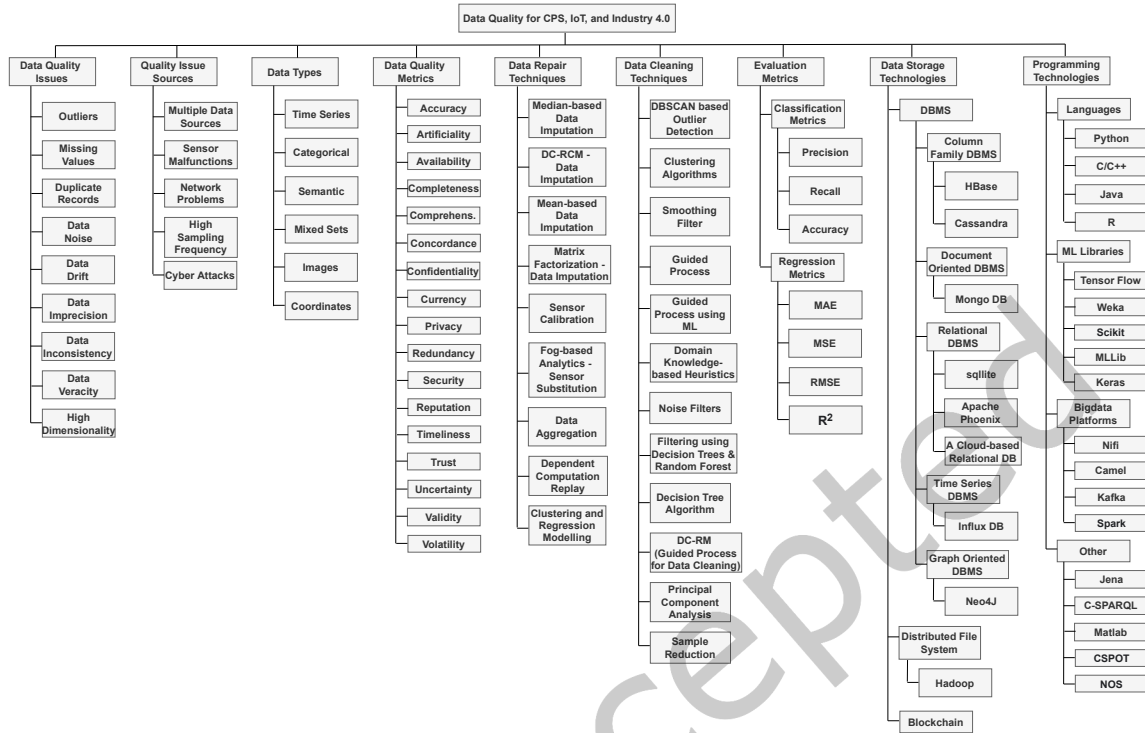 Data Quality for CPS, IoT, and Industry 4.0
Data Quality
Issues
Outliers
Missing
Values
Duplicate
Records
Data
Noise
Data
Drift
Data
Imprecision
Data
Inconsistency
Data
Veracity
High
Dimensionality
Quality Issue
Sources
Multiple Data
Sources
Sensor
Malfunctions
Network
Problems
High
Sampling
Frequency
Cyber Attacks
Data Types
Time Series
Categorical
Semantic
Mixed Sets
Images
Coordinates
Data Quality
Metrics
Accuracy
Artificiality
Availability
Completeness
Comprehens.
Concordance
Confidentiality
Currency
Privacy
Redundancy
Security
Reputation
Timeliness
Trust
Uncertainty
Validity
Volatility
Data Repair
Techniques
Median-based
Data
Imputation
DC-RCM -
Data
Imputation
Mean-based
Data
Imputation
Matrix
Factorization -
Data Imputation
Sensor
Calibration
Fog-based
Analytics -
Sensor
Substitution
Data
Aggregation
Dependent
Computation
Replay
Clustering and
Regression
Modelling
Data Cleaning
Techniques
DBSCAN based
Outlier
Detection
Clustering
Algorithms
Smoothing
Filter
Guided
Process
Guided
Process using
ML
Domain
Knowledge-
based Heuristics
Noise Filters
Filtering using
Decision Trees &
Random Forest
Decision Tree
Algorithm
DC-RM
(Guided Process
for Data Cleaning)
Principal
Component
Analysis
Sample
Reduction
Evaluation
Metrics
Classification
Metrics
Precision
Recall
Accuracy
Regression
Metrics
MAE
MSE
RMSE
R²
Data Storage
Technologies
DBMS
Column
Family DBMS
HBase
Cassandra
Document
Oriented DBMS
Mongo DB
Relational
DBMS
sqllite
Apache
Phoenix
A Cloud-based
Relational DB
Time Series
DBMS
Influx DB
Graph Oriented
DBMS
Neo4J
Distributed File
System
Hadoop
Blockchain
Programming
Technologies
Languages
Python
C/C++
Java
R
ML Libraries
Tensor Flow
Weka
Scikit
MLLib
Keras
Bigdata
Platforms
Nifi
Camel
Kafka
Spark
Other
Jena
C-SPARQL
Matlab
CSPOT
NOS
cepted